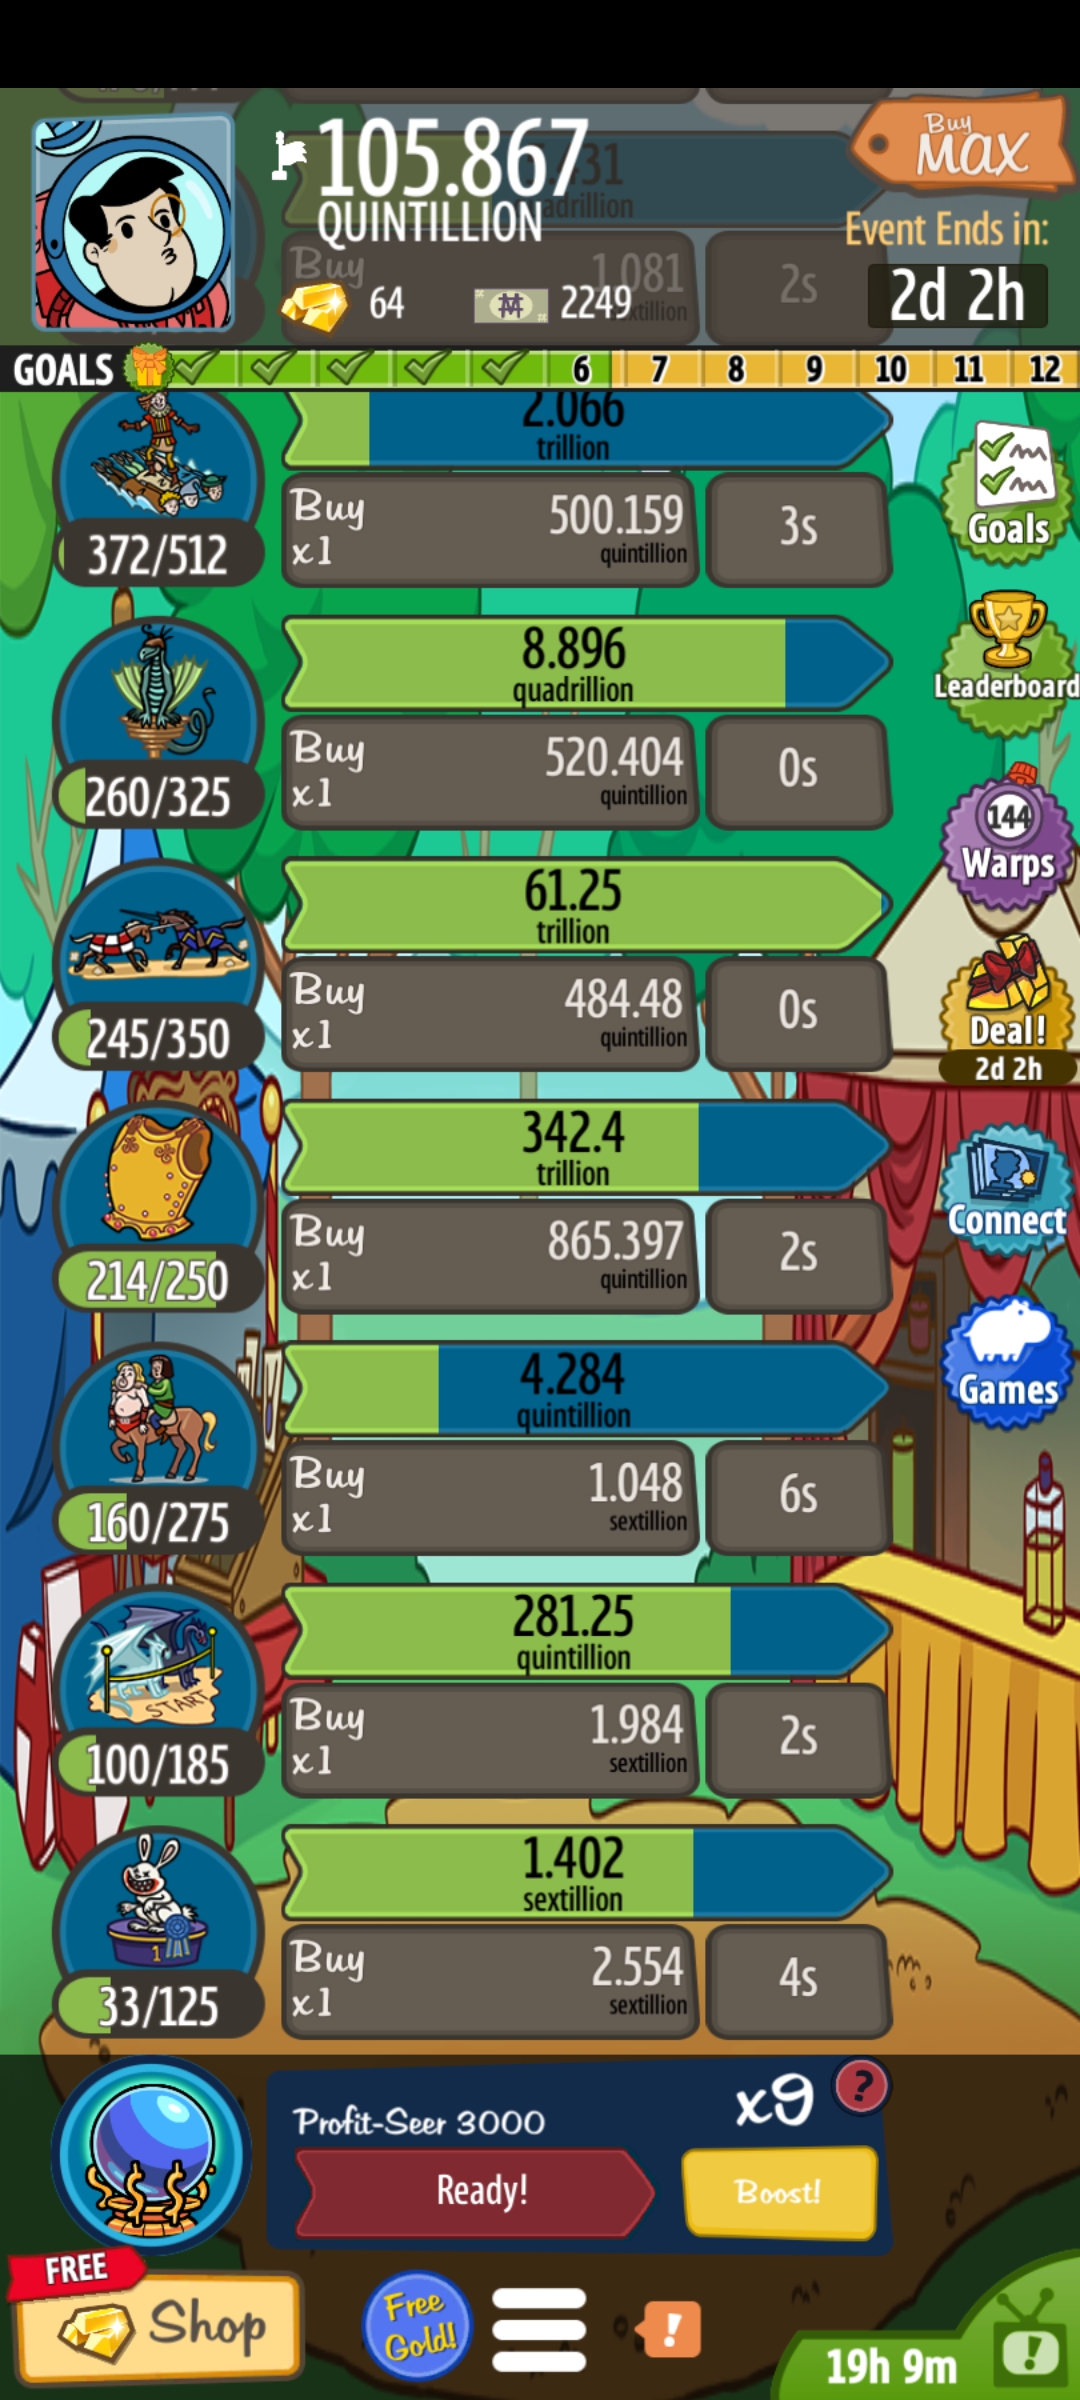 105.867
QUINTILLION
Buy
MAX
Event Ends in:
2d 2h
64
2249
Buy
1.081
2s
GOALS
6 7 8 9 10 11 12
2.066
trillion
Buy
x1
500.159
quintillion
3s
372/512
Goals
8.896
quadrillion
Buy
x1
520.404
quintillion
0s
260/325
Leaderboard
144
Warps
61.25
trillion
Buy
x1
484.48
quintillion
0s
245/350
Deal!
2d 2h
342.4
trillion
Buy
x1
865.397
quintillion
2s
214/250
Connect
4.284
quintillion
Buy
x1
1.048
sextillion
6s
160/275
Games
281.25
quintillion
Buy
x1
1.984
sextillion
2s
START
100/185
1.402
sextillion
Buy
x1
2.554
sextillion
4s
1
33/125
Profit-Seer 3000
x9
?
Ready!
Boost!
FREE
Shop
Free
Gold!
!
19h 9m
!